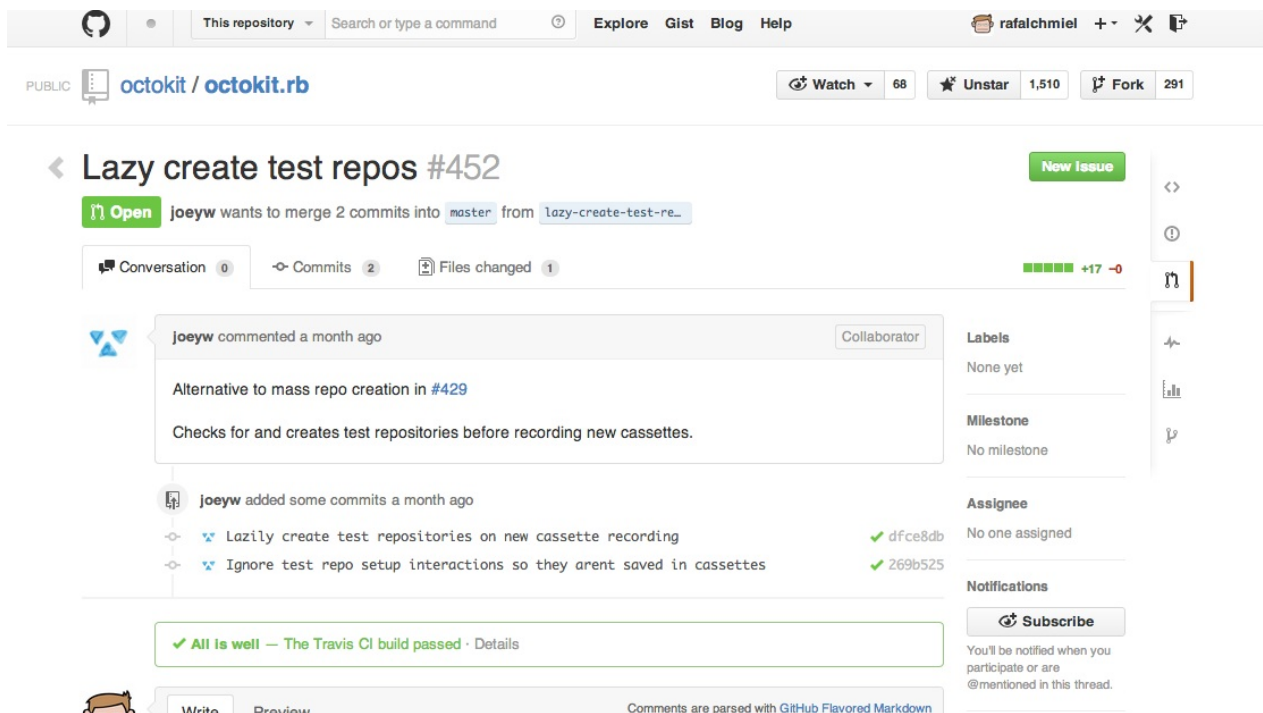 This repository Search or type a command Explore Gist Blog Help rafalchmiel
PUBLIC octokit / octokit.rb Watch 68 Unstar 1,510 Fork 291
Lazy create test repos #452 New Issue
Open joeyw wants to merge 2 commits into master from lazy-create-test-re…
Conversation 0 Commits 2 Files changed 1 +17 −0
joeyw commented a month ago Collaborator
Alternative to mass repo creation in #429
Checks for and creates test repositories before recording new cassettes.
joeyw added some commits a month ago
Lazily create test repositories on new cassette recording dfce8db
Ignore test repo setup interactions so they arent saved in cassettes 269b525
All is well — The Travis CI build passed · Details
Write Preview Comments are parsed with GitHub Flavored Markdown
Labels
None yet
Milestone
No milestone
Assignee
No one assigned
Notifications
Subscribe
You'll be notified when you
participate or are
@mentioned in this thread.